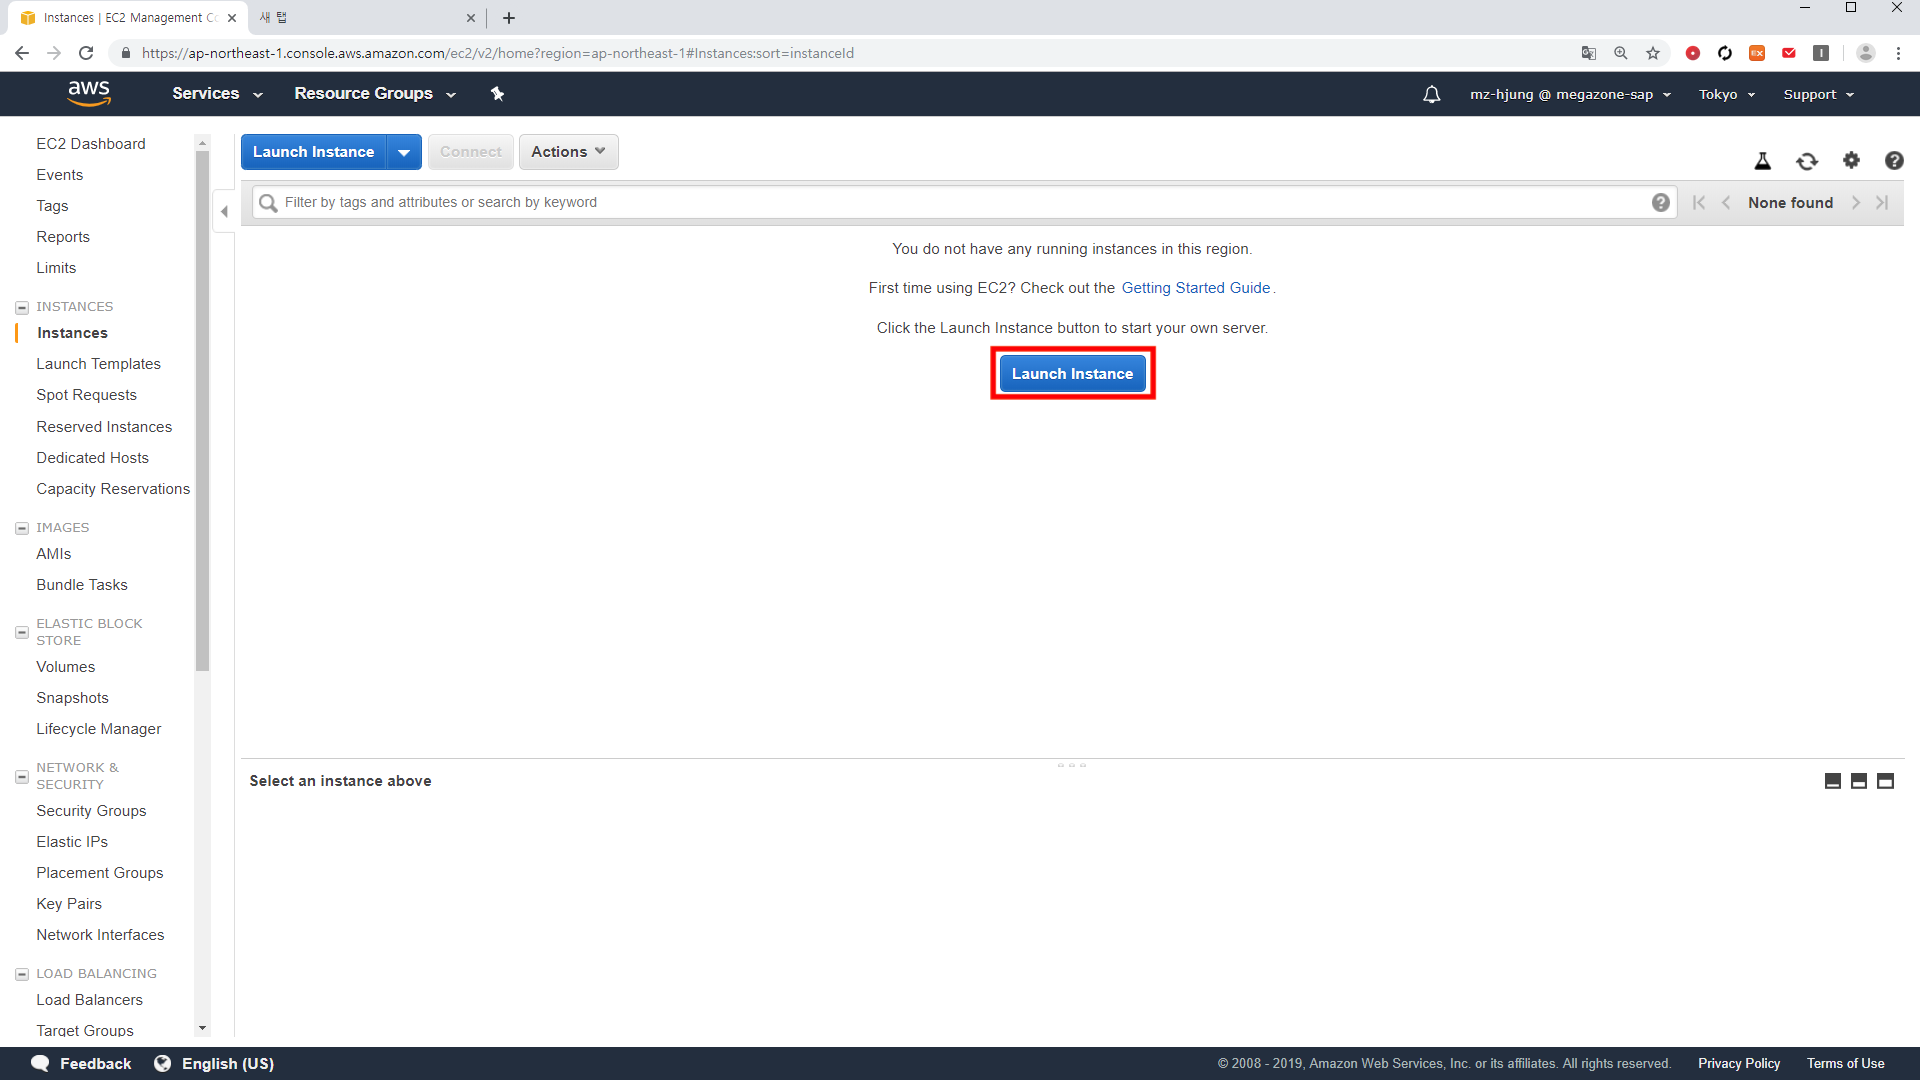 Instances | EC2 Management Co
새 탭
https://ap-northeast-1.console.aws.amazon.com/ec2/v2/home?region=ap-northeast-1#Instances:sort=instanceId
aws
Services
Resource Groups
mz-hjung @ megazone-sap
Tokyo
Support
EC2 Dashboard
Events
Tags
Reports
Limits
INSTANCES
Instances
Launch Templates
Spot Requests
Reserved Instances
Dedicated Hosts
Capacity Reservations
IMAGES
AMIs
Bundle Tasks
ELASTIC BLOCK
STORE
Volumes
Snapshots
Lifecycle Manager
NETWORK &
SECURITY
Security Groups
Elastic IPs
Placement Groups
Key Pairs
Network Interfaces
LOAD BALANCING
Load Balancers
Target Groups
Launch Instance
Connect
Actions
Filter by tags and attributes or search by keyword
None found
You do not have any running instances in this region.
First time using EC2? Check out the Getting Started Guide.
Click the Launch Instance button to start your own server.
Launch Instance
Select an instance above
Feedback
English (US)
© 2008 - 2019, Amazon Web Services, Inc. or its affiliates. All rights reserved.
Privacy Policy
Terms of Use